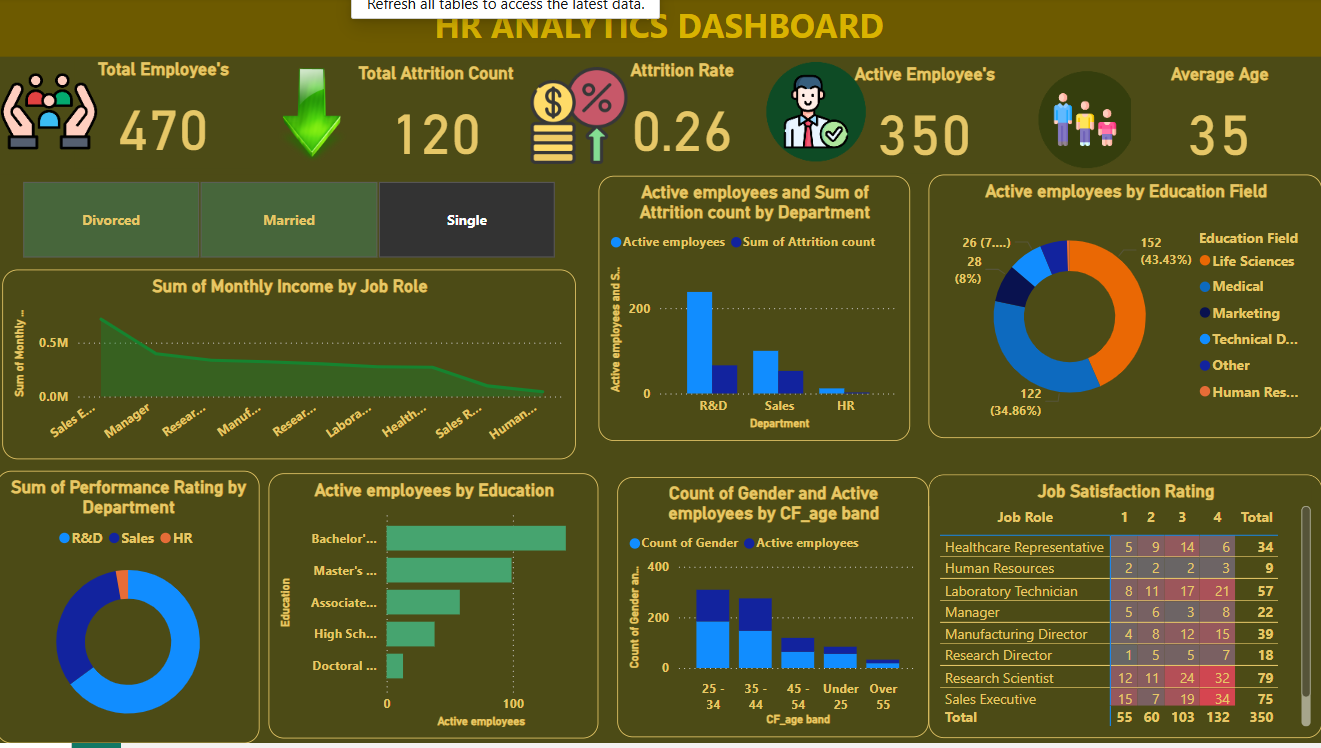 Refresh all tables to access the latest data.
HR ANALYTICS DASHBOARD
Total Employee's
470
Total Attrition Count
120
$
%
Attrition Rate
0.26
Active Employee's
350
Average Age
35
Divorced
Married
Single
Sum of Monthly Income by Job Role
Sum of Monthly ...
0.5M
0.0M
Sales E...
Manager
Resear...
Manuf...
Resear...
Labora...
Health...
Sales R...
Human...
Active employees and Sum of
Attrition count by Department
Active employees
Sum of Attrition count
Active employees and S...
200
0
R&D
Sales
HR
Department
Active employees by Education Field
152
(43.43%)
122
(34.86%)
28
(8%)
26 (7....)
Education Field
Life Sciences
Medical
Marketing
Technical D...
Other
Human Res...
Sum of Performance Rating by
Department
R&D
Sales
HR
Active employees by Education
Education
Bachelor'...
Master's ...
Associate...
High Sch...
Doctoral ...
0
100
Active employees
Count of Gender and Active
employees by CF_age band
Count of Gender
Active employees
Count of Gender an...
400
200
0
25 -
34
35 -
44
45 -
54
Under
25
Over
55
CF_age band
Job Satisfaction Rating
Job Role 1 2 3 4 Total
Healthcare Representative 5 9 14 6 34
Human Resources 2 2 2 3 9
Laboratory Technician 8 11 17 21 57
Manager 5 6 3 8 22
Manufacturing Director 4 8 12 15 39
Research Director 1 5 5 7 18
Research Scientist 12 11 24 32 79
Sales Executive 15 7 19 34 75
Total 55 60 103 132 350